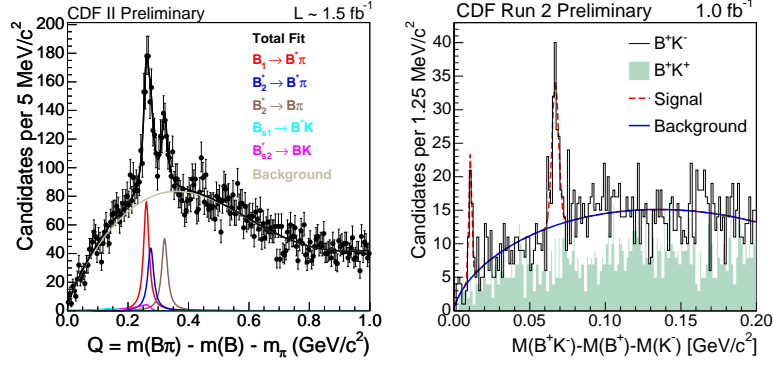 CDF II Preliminary
L ~ 1.5 fb⁻¹
Candidates per 5 MeV/c²
200
180
160
140
120
100
80
60
40
20
0
Total Fit
B₁ → B*π
B₂* → B*π
B₂* → Bπ
Bₛ₁ → B*K
Bₛ₂* → BK
Background
0.0 0.2 0.4 0.6 0.8 1.0
Q = m(Bπ) - m(B) - m_π (GeV/c²)
CDF Run 2 Preliminary
1.0 fb⁻¹
Candidates per 1.25 MeV/c²
40
35
30
25
20
15
10
5
0
B⁺K⁻
B⁺K⁺
Signal
Background
0.00 0.05 0.10 0.15 0.20
M(B⁺K⁻)-M(B⁺)-M(K⁻) [GeV/c²]